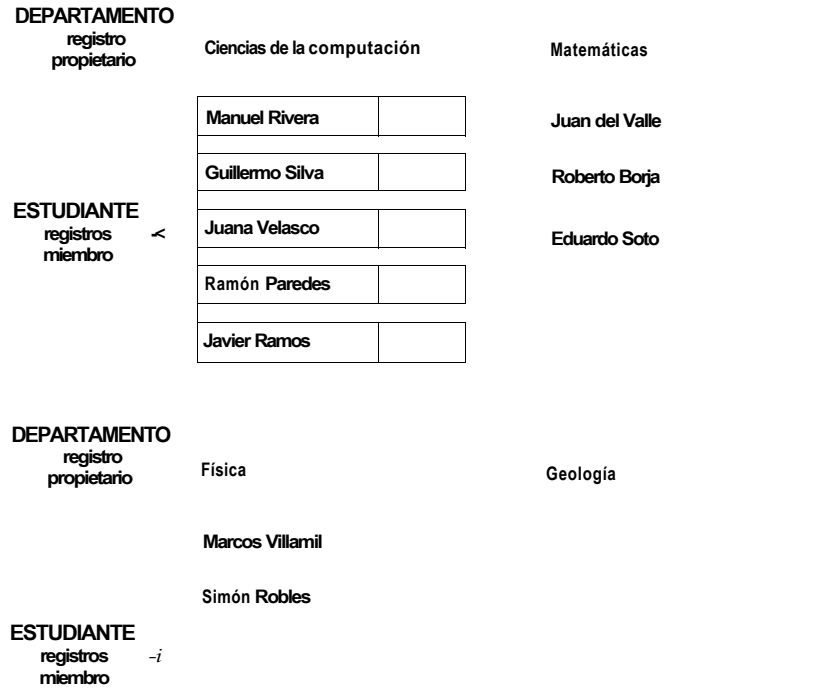 DEPARTAMENTO
registro
propietario
Ciencias de la computación
Matemáticas
Manuel Rivera
Juan del Valle
Guillermo Silva
Roberto Borja
ESTUDIANTE
registros
miembro
-<
Juana Velasco
Eduardo Soto
Ramón Paredes
Javier Ramos
DEPARTAMENTO
registro
propietario
Física
Geología
Marcos Villamil
Simón Robles
ESTUDIANTE
registros -i
miembro